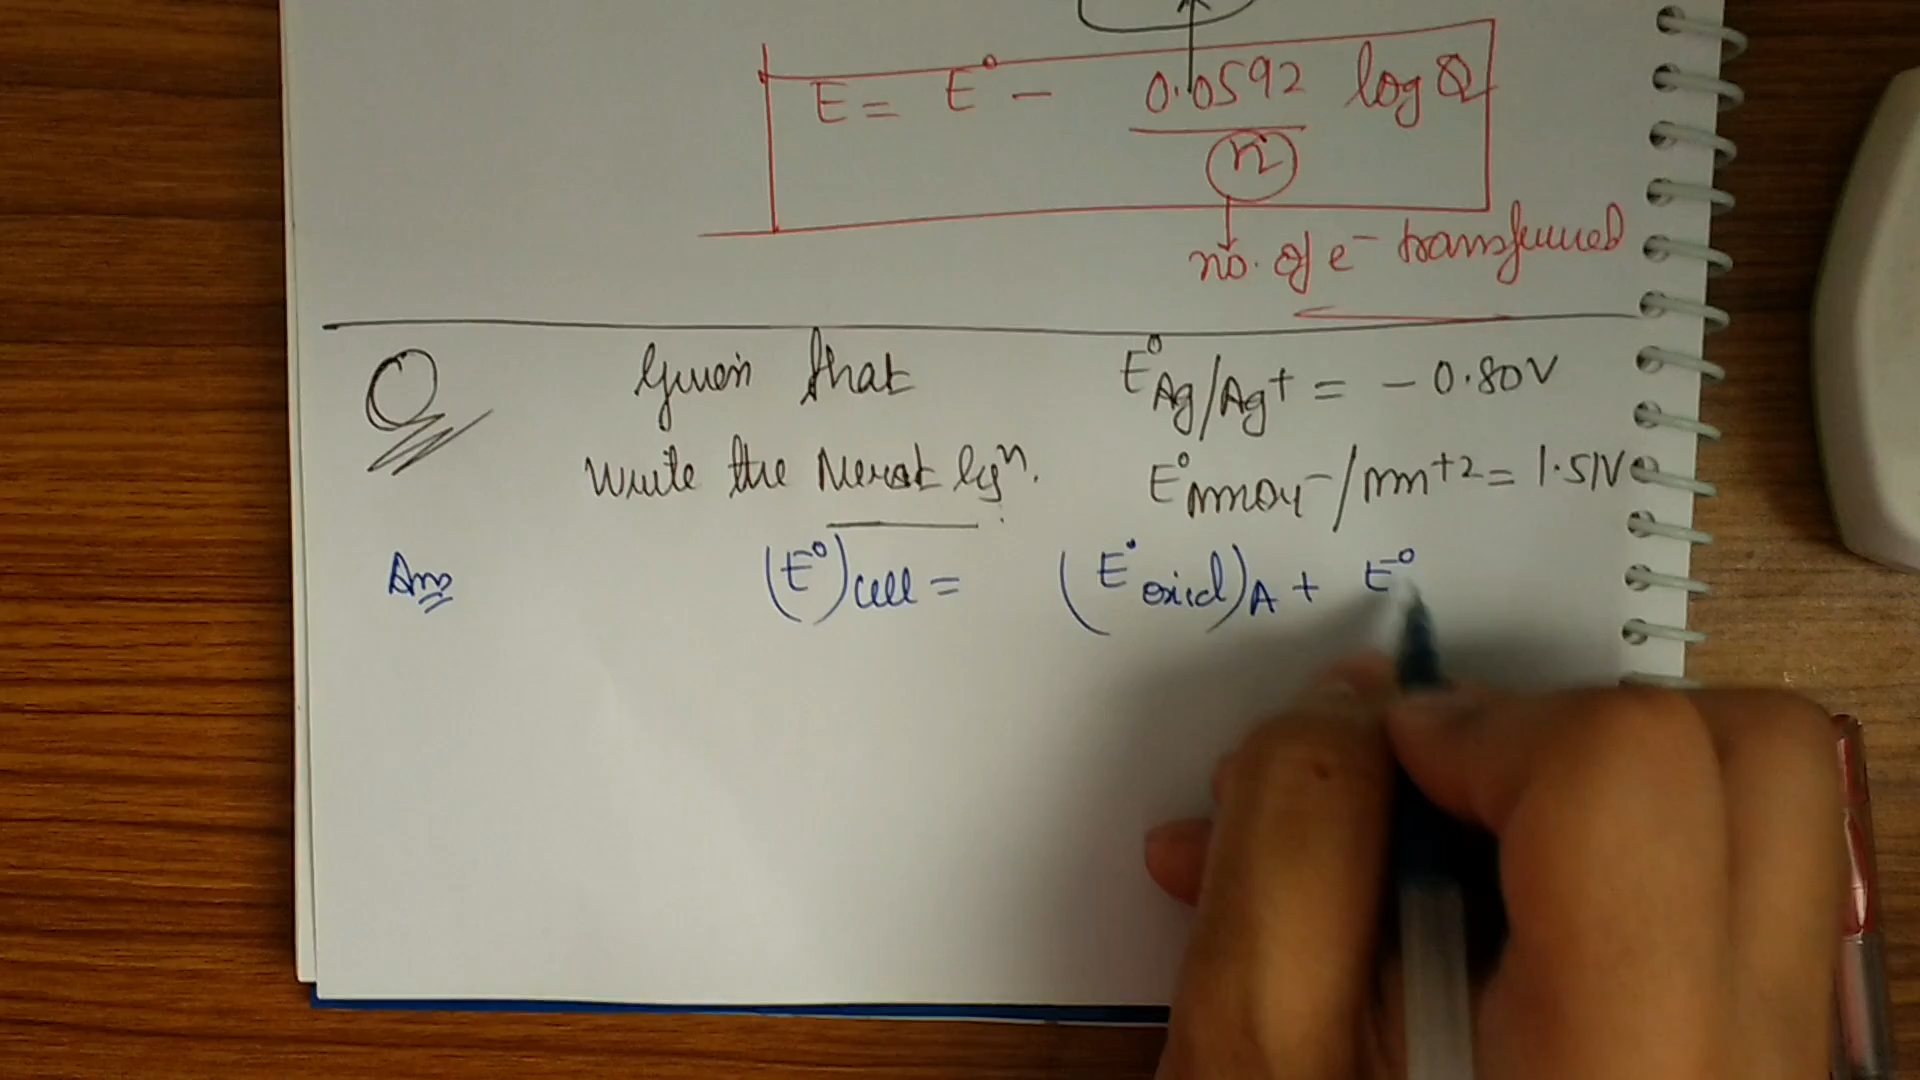 E = E° - 0.0592 / n log Q
no. of e- transferred
Q Given that E°Ag/Ag+ = -0.80V
write the Nernst Eqn. E°MnO4-/Mn+2 = 1.51V
Ans (E°)cell = (E°oxid)A + E°